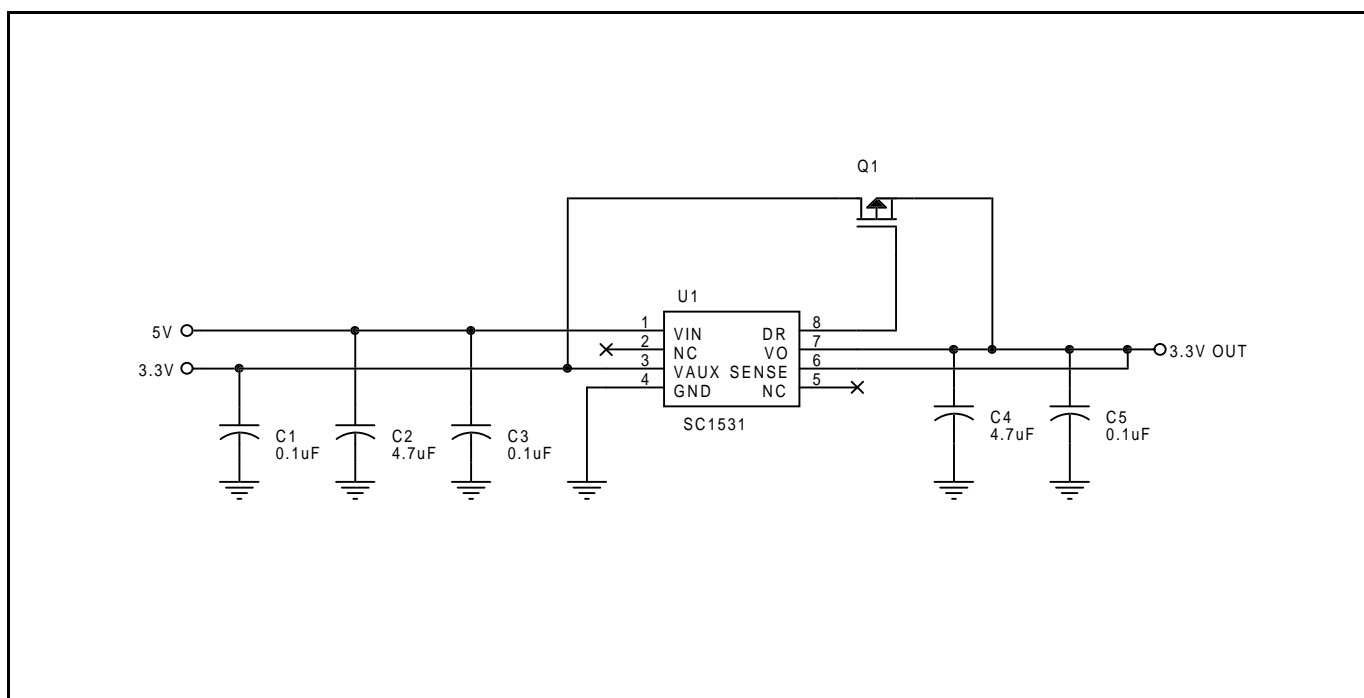 Q1
U1
5V
1
VIN
DR
8
2
NC
VO
7
3.3V OUT
3.3V
3
VAUX
SENSE
6
4
GND
NC
5
SC1531
C1
0.1uF
C2
4.7uF
C3
0.1uF
C4
4.7uF
C5
0.1uF